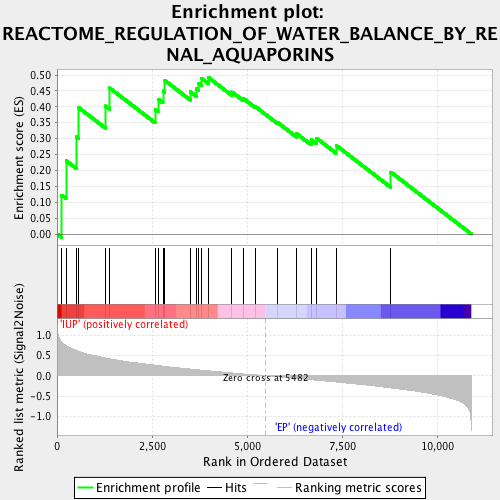 Enrichment plot:
REACTOME_REGULATION_OF_WATER_BALANCE_BY_RE
NAL_AQUAPORINS
Enrichment score (ES)
0.50
0.45
0.40
0.35
0.30
0.25
0.20
0.15
0.10
0.05
0.00
'IUP' (positively correlated)
Ranked list metric (Signal2Noise)
1.0
0.5
0.0
-0.5
-1.0
Zero cross at 5482
'EP' (negatively correlated)
0 2,500 5,000 7,500 10,000
Rank in Ordered Dataset
Enrichment profile Hits Ranking metric scores